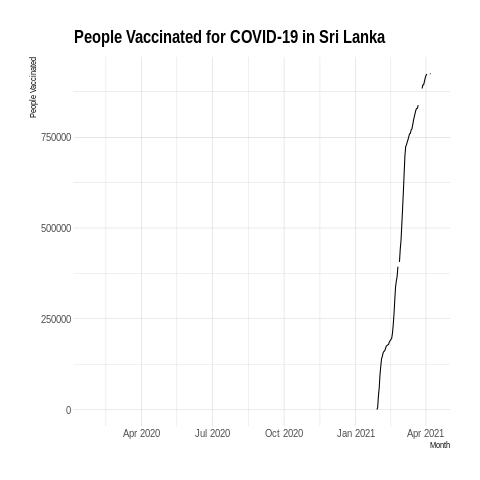 People Vaccinated for COVID-19 in Sri Lanka
People Vaccinated
750000
500000
250000
0
Apr 2020 Jul 2020 Oct 2020 Jan 2021 Apr 2021
Month